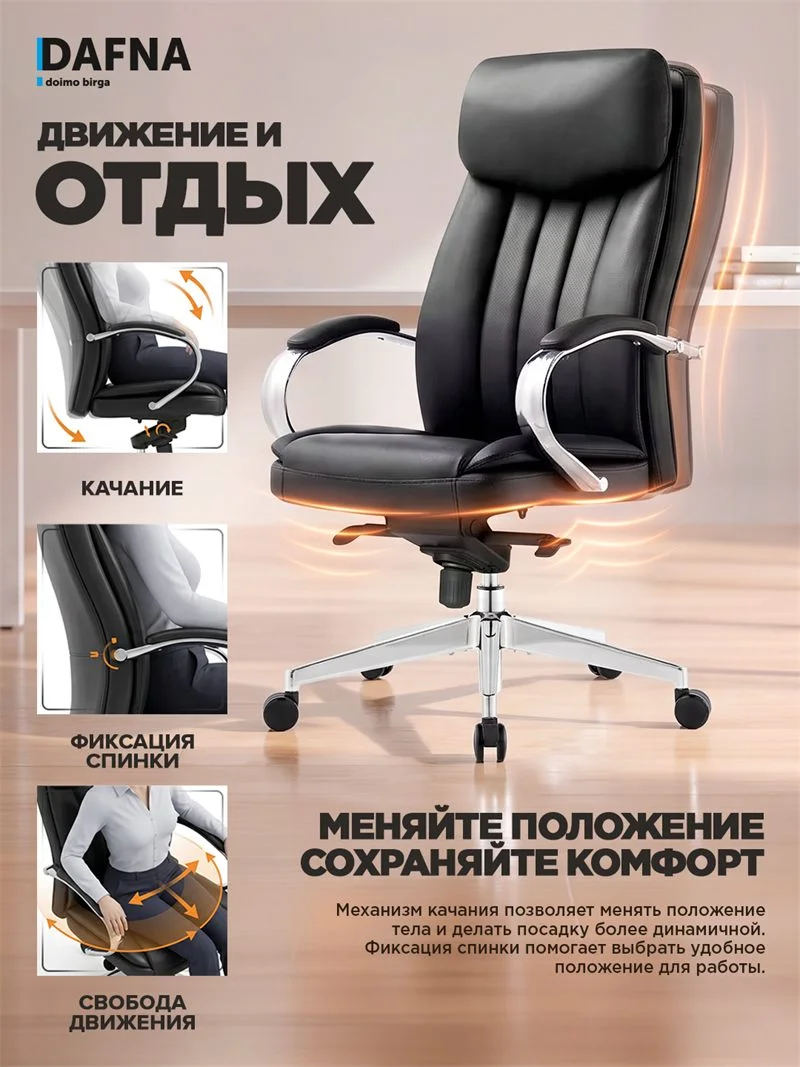 DAFNA
doimo birga
ДВИЖЕНИЕ И
ОТДЫХ
КАЧАНИЕ
ФИКСАЦИЯ
СПИНКИ
СВОБОДА
ДВИЖЕНИЯ
МЕНЯЙТЕ ПОЛОЖЕНИЕ
СОХРАНЯЙТЕ КОМФОРТ
Механизм качания позволяет менять положение
тела и делать посадку более динамичной.
Фиксация спинки помогает выбрать удобное
положение для работы.